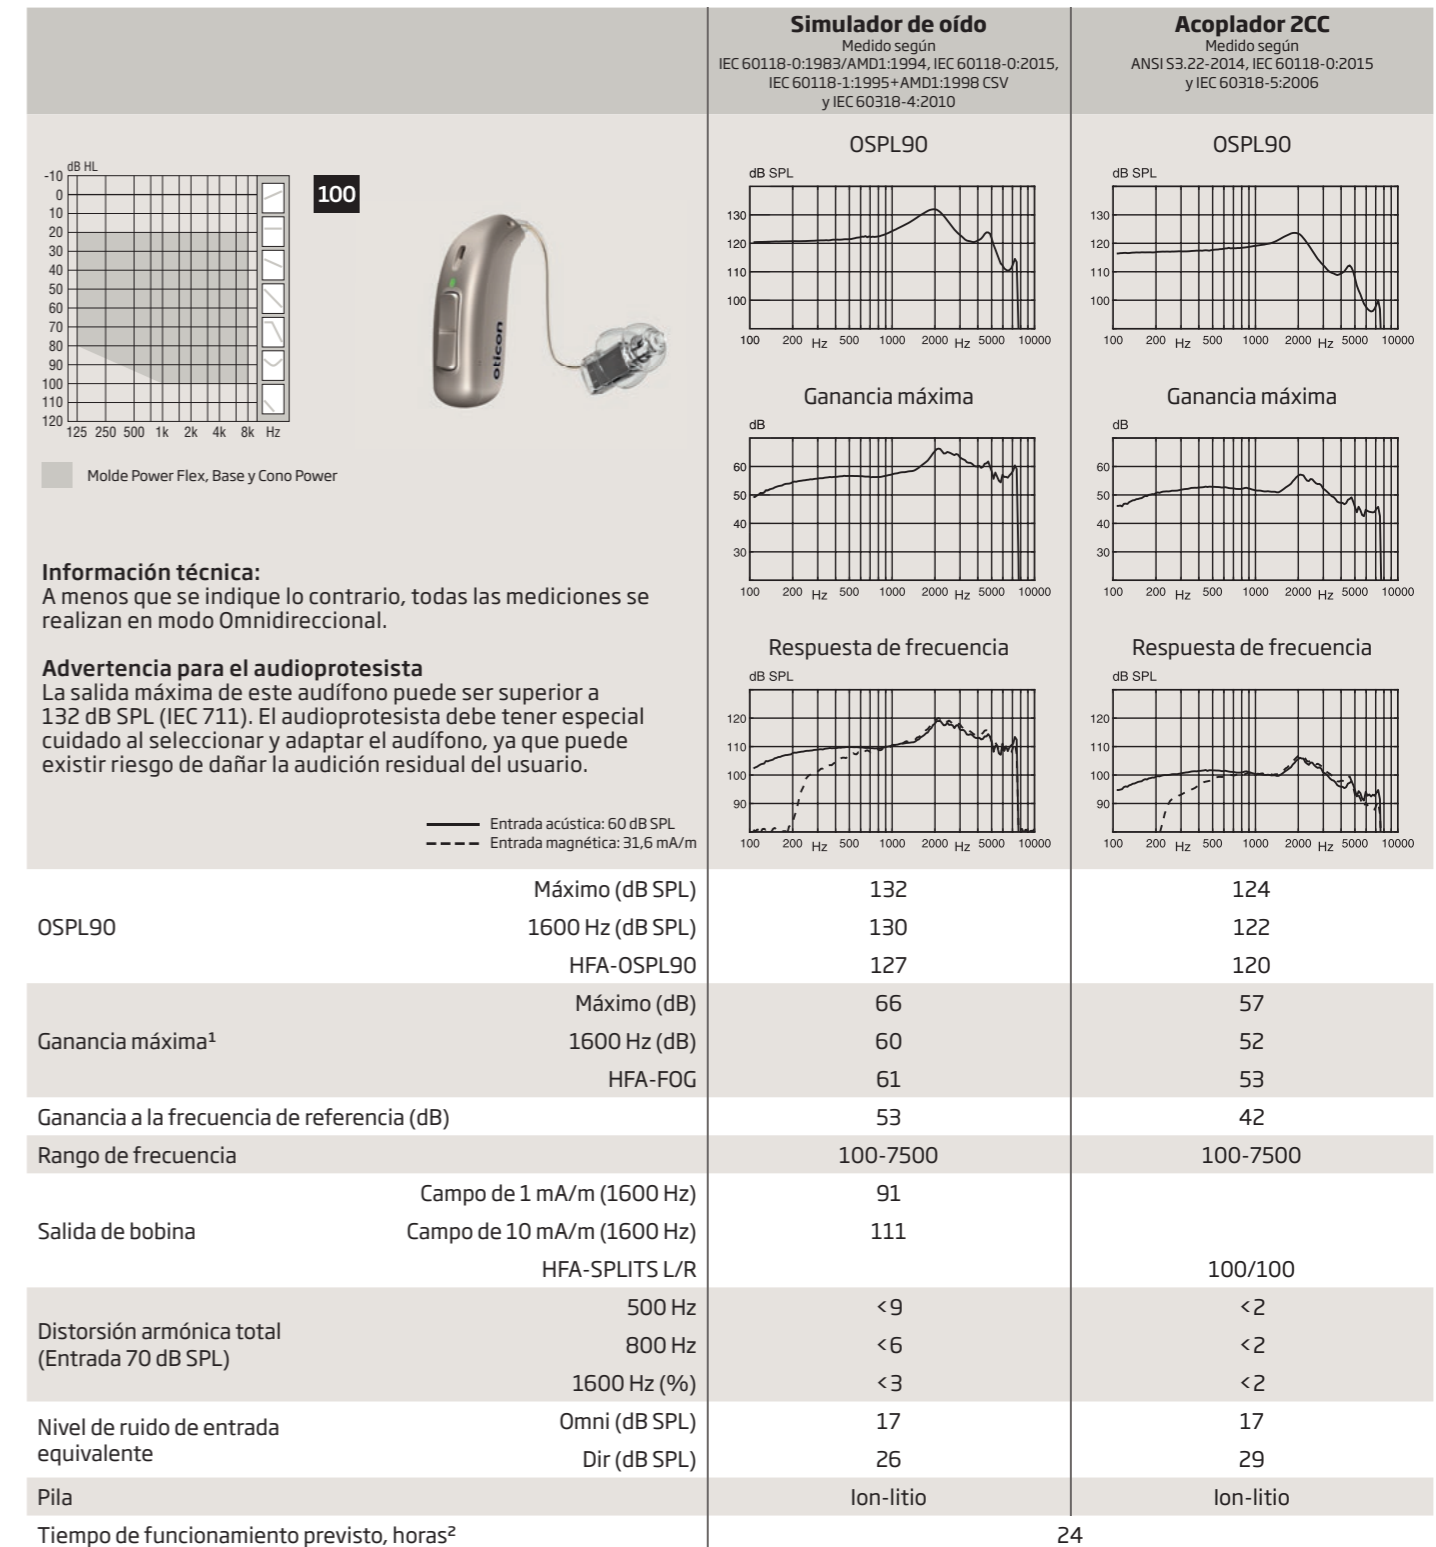 Simulador de oído
Medido según
IEC 60118-0:1983/AMD1:1994, IEC 60118-0:2015,
IEC 60118-1:1995+AMD1:1998 CSV
y IEC 60318-4:2010
Acoplador 2CC
Medido según
ANSI S3.22-2014, IEC 60118-0:2015
y IEC 60318-5:2006
dB HL
-10
0
10
20
30
40
50
60
70
80
90
100
110
120
125 250 500 1k 2k 4k 8k Hz
100
oticon
Molde Power Flex, Base y Cono Power
Información técnica:
A menos que se indique lo contrario, todas las mediciones se
realizan en modo Omnidireccional.
Advertencia para el audioprotesista
La salida máxima de este audífono puede ser superior a
132 dB SPL (IEC 711). El audioprotesista debe tener especial
cuidado al seleccionar y adaptar el audífono, ya que puede
existir riesgo de dañar la audición residual del usuario.
Entrada acústica: 60 dB SPL
Entrada magnética: 31,6 mA/m
OSPL90
dB SPL
130
120
110
100
100 200 Hz 500 1000 2000 Hz 5000 10000
Ganancia máxima
dB
60
50
40
30
100 200 Hz 500 1000 2000 Hz 5000 10000
Respuesta de frecuencia
dB SPL
120
110
100
90
100 200 Hz 500 1000 2000 Hz 5000 10000
OSPL90
dB SPL
130
120
110
100
100 200 Hz 500 1000 2000 Hz 5000 10000
Ganancia máxima
dB
60
50
40
30
100 200 Hz 500 1000 2000 Hz 5000 10000
Respuesta de frecuencia
dB SPL
120
110
100
90
100 200 Hz 500 1000 2000 Hz 5000 10000
OSPL90
Máximo (dB SPL) 132 124
1600 Hz (dB SPL) 130 122
HFA-OSPL90 127 120
Ganancia máxima¹
Máximo (dB) 66 57
1600 Hz (dB) 60 52
HFA-FOG 61 53
Ganancia a la frecuencia de referencia (dB) 53 42
Rango de frecuencia 100-7500 100-7500
Salida de bobina
Campo de 1 mA/m (1600 Hz) 91
Campo de 10 mA/m (1600 Hz) 111
HFA-SPLITS L/R 100/100
Distorsión armónica total
(Entrada 70 dB SPL)
500 Hz <9 <2
800 Hz <6 <2
1600 Hz (%) <3 <2
Nivel de ruido de entrada
equivalente
Omni (dB SPL) 17 17
Dir (dB SPL) 26 29
Pila Ion-litio Ion-litio
Tiempo de funcionamiento previsto, horas² 24